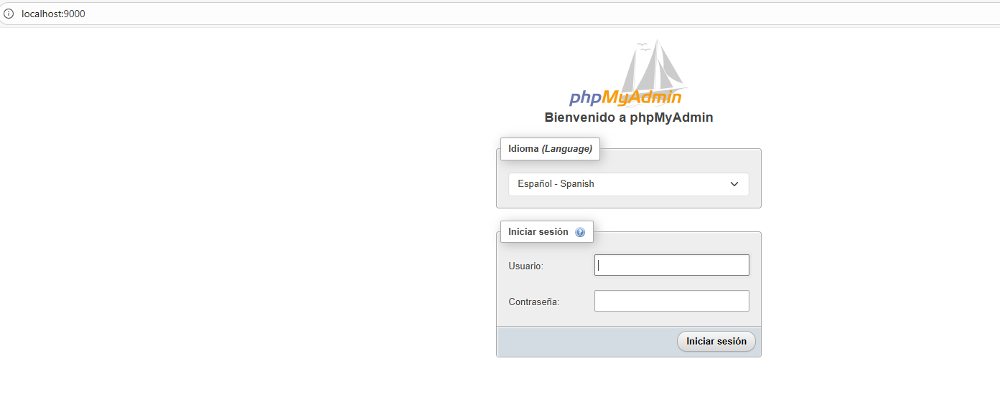 localhost:9000
phpMyAdmin
Bienvenido a phpMyAdmin
Idioma (Language)
Español - Spanish
Iniciar sesión
Usuario:
Contraseña:
Iniciar sesión